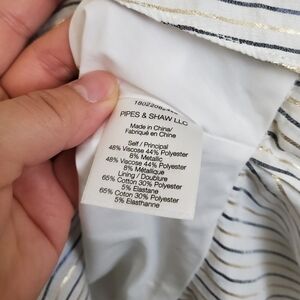 PIPES & SHAW LLC
Made in China/
Fabriqué en Chine
Self / Principal
48% Viscose 44% Polyester
8% Metallic
48% Viscose 44% Polyester
8% Métallique
Lining / Doublure
65% Cotton 30% Polyester
5% Elastane
65% Coton 30% Polyester
5% Elasthanne